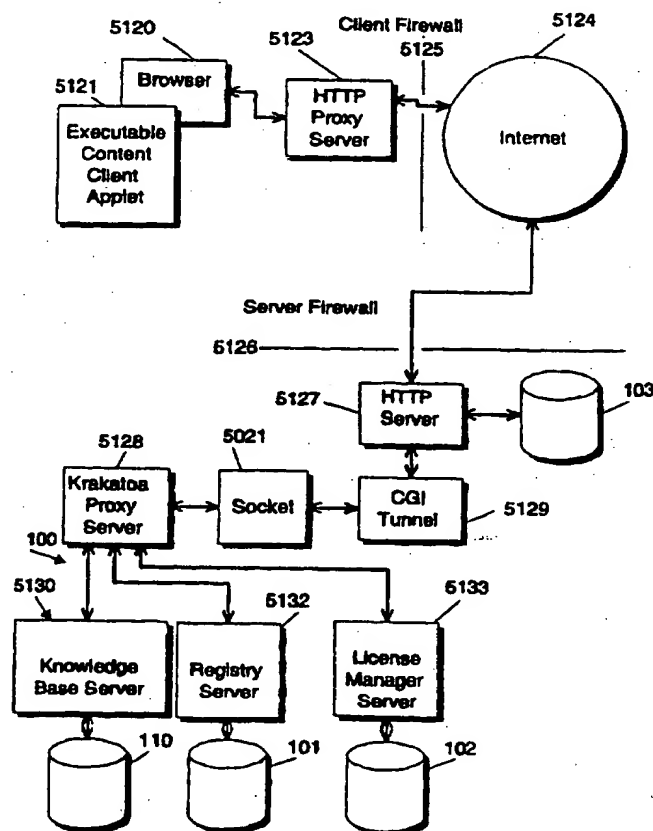 Client Firewall
5120
5123
5125
5124
5121
Browser
HTTP
Proxy
Server
Internet
Executable
Content
Client
Applet
Server Firewall
5126
5127
HTTP
Server
103
5128
5021
Krakatoa
Proxy
Server
Socket
CGI
Tunnel
5129
100
5130
5132
5133
Knowledge
Base Server
Registry
Server
License
Manager
Server
110
101
102